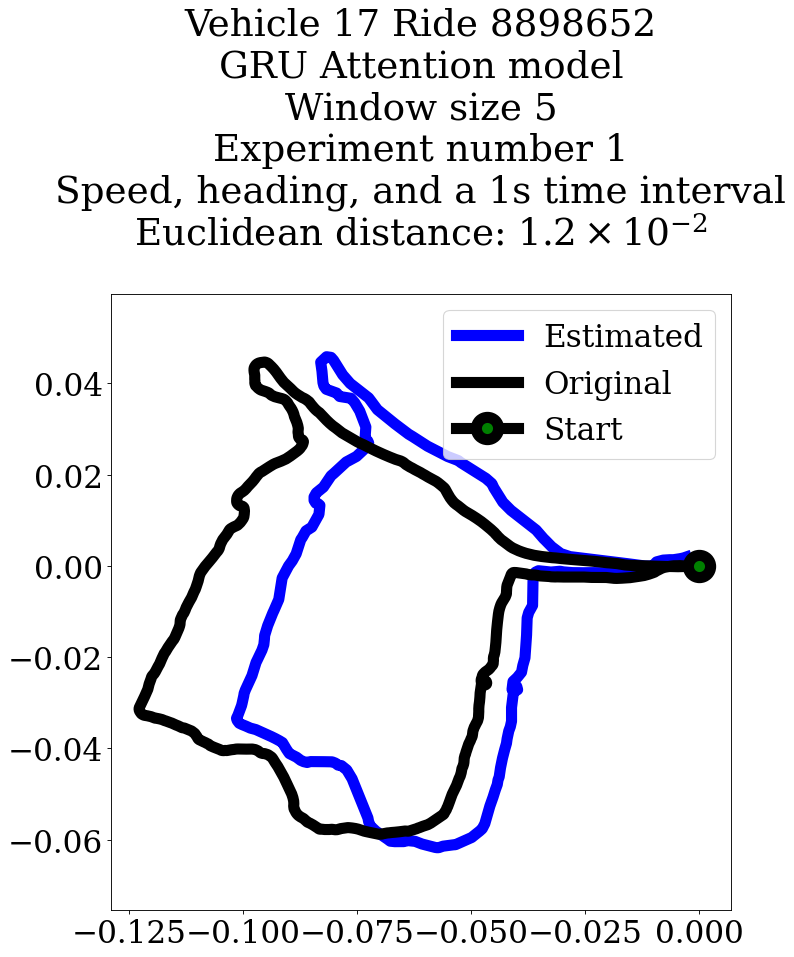 Vehicle 17 Ride 8898652
GRU Attention model
Window size 5
Experiment number 1
Speed, heading, and a 1s time interval
Euclidean distance: 1.2 × 10⁻²
Estimated
Original
Start
0.04
0.02
0.00
−0.02
−0.04
−0.06
−0.125 −0.100 −0.075 −0.050 −0.025 0.000